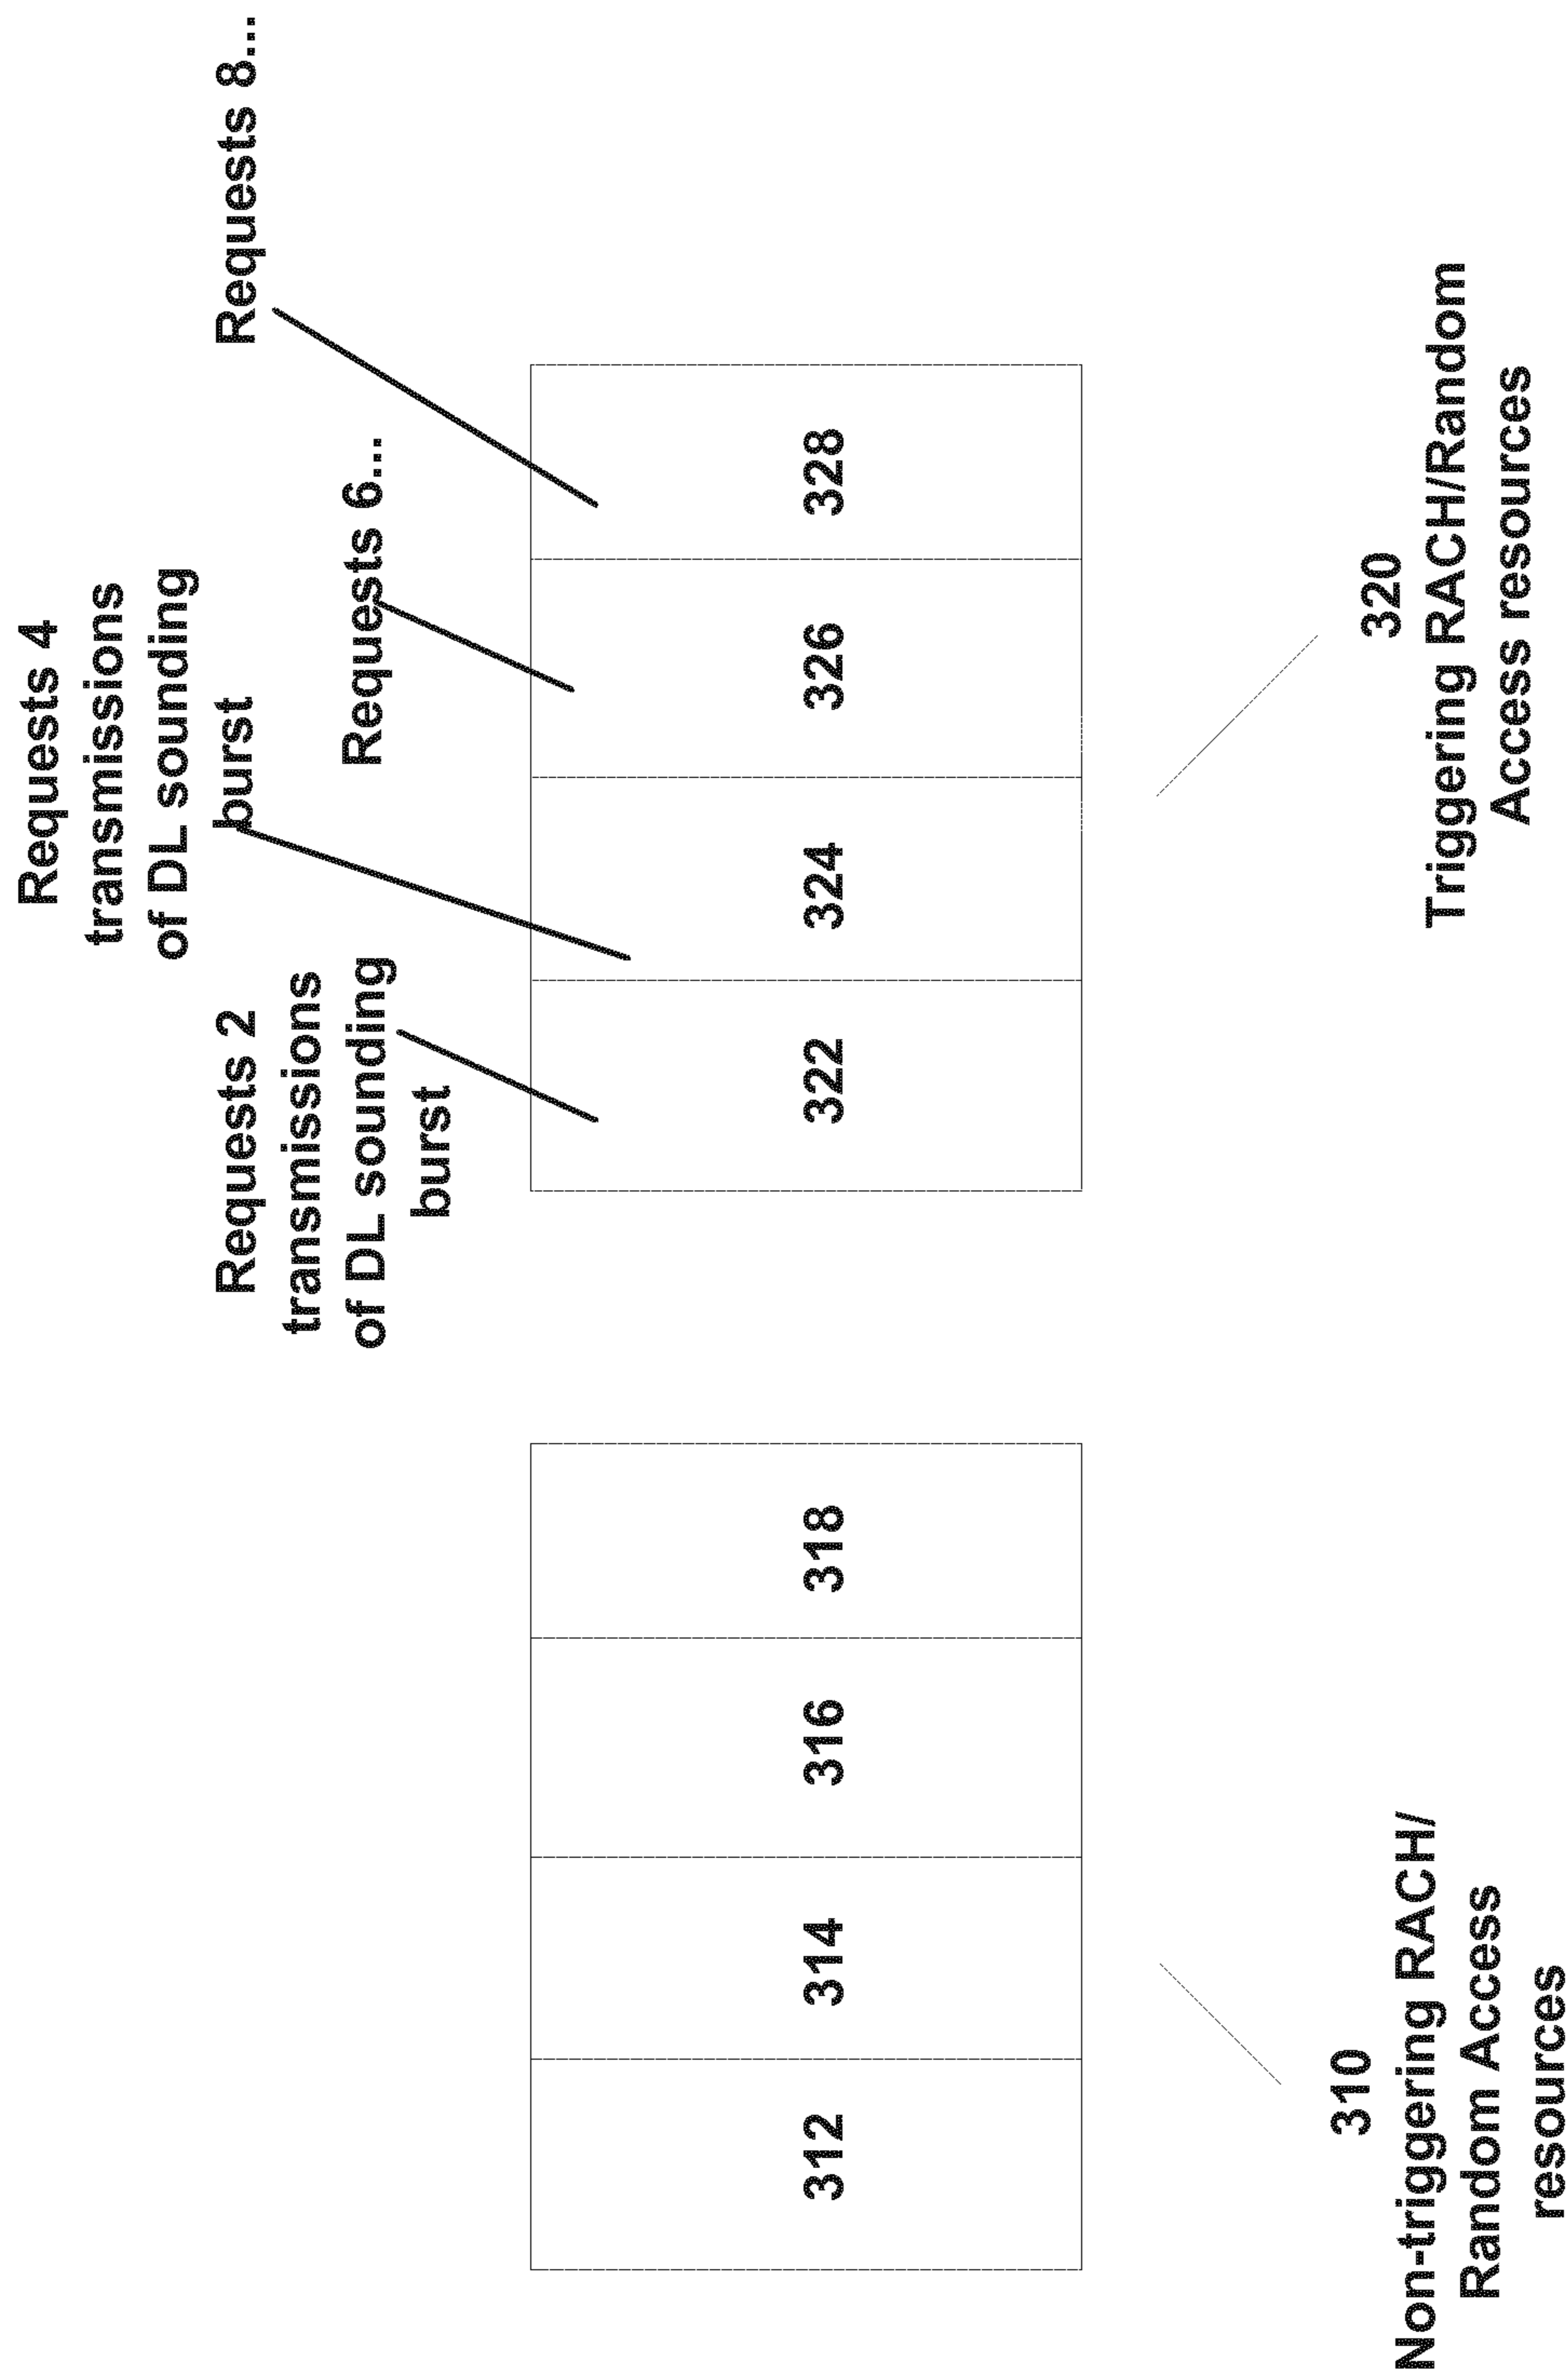 Requests 4
transmissions
of DL sounding
burst
Requests 8...
Requests 2
transmissions
of DL sounding
burst
Requests 6...
312
314
316
318
322
324
326
328
310
Non-triggering RACH/
Random Access
resources
320
Triggering RACH/Random
Access resources